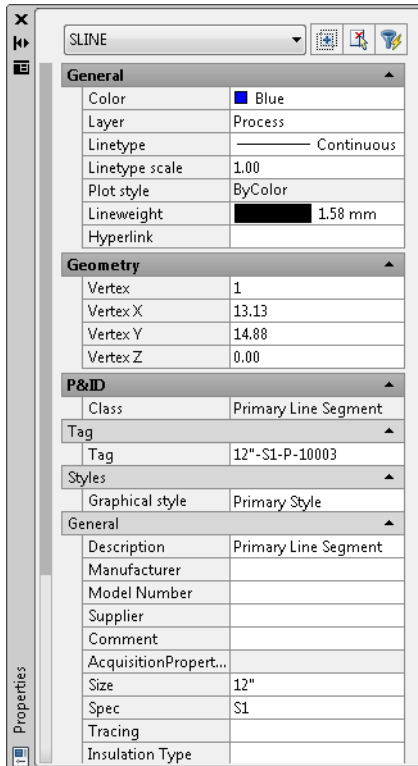 SLINE
General
Color Blue
Layer Process
Linetype Continuous
Linetype scale 1.00
Plot style ByColor
Lineweight 1.58 mm
Hyperlink
Geometry
Vertex 1
Vertex X 13.13
Vertex Y 14.88
Vertex Z 0.00
P&ID
Class Primary Line Segment
Tag
Tag 12"-S1-P-10003
Styles
Graphical style Primary Style
General
Description Primary Line Segment
Manufacturer
Model Number
Supplier
Comment
AcquisitionPropert...
Size 12"
Spec S1
Tracing
Insulation Type
Properties